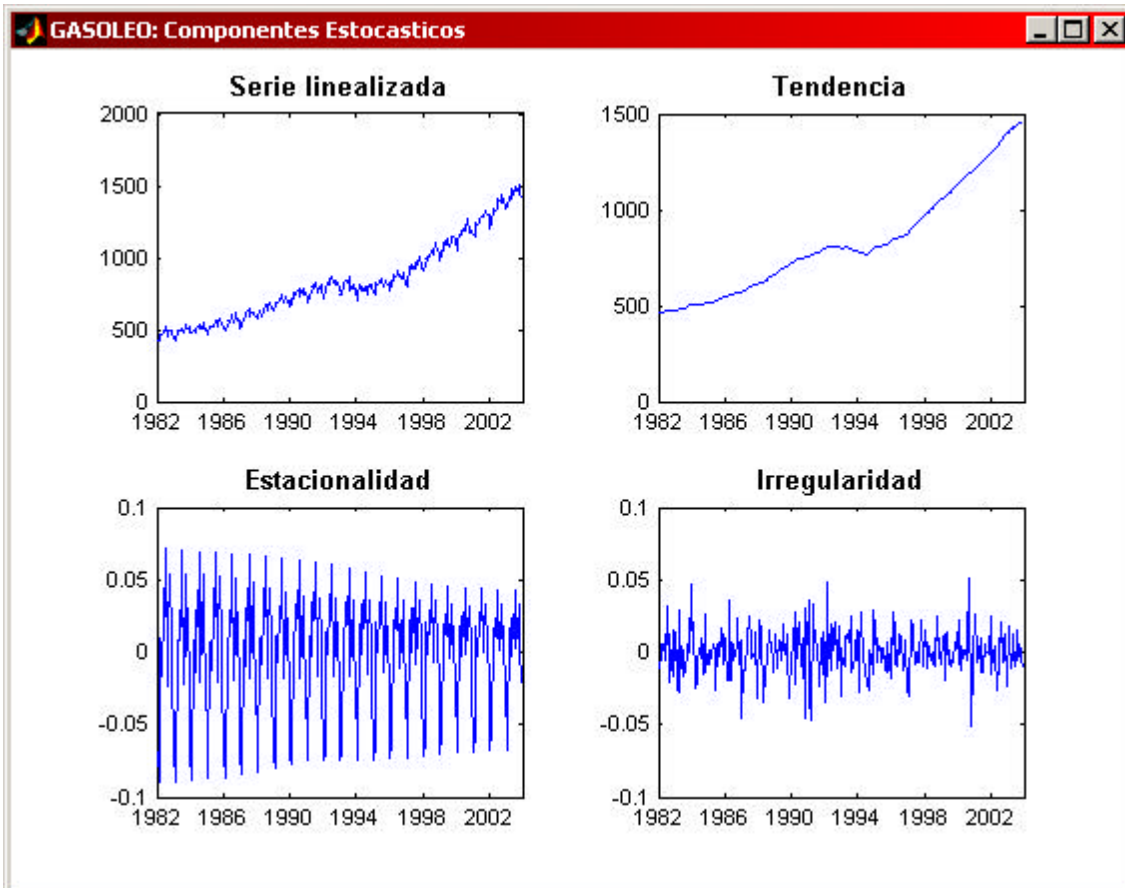 GASOLEO: Componentes Estocasticos
Serie linealizada
2000
1500
1000
500
0
1982 1986 1990 1994 1998 2002
Tendencia
1500
1000
500
0
1982 1986 1990 1994 1998 2002
Estacionalidad
0.1
0.05
0
-0.05
-0.1
1982 1986 1990 1994 1998 2002
Irregularidad
0.1
0.05
0
-0.05
-0.1
1982 1986 1990 1994 1998 2002